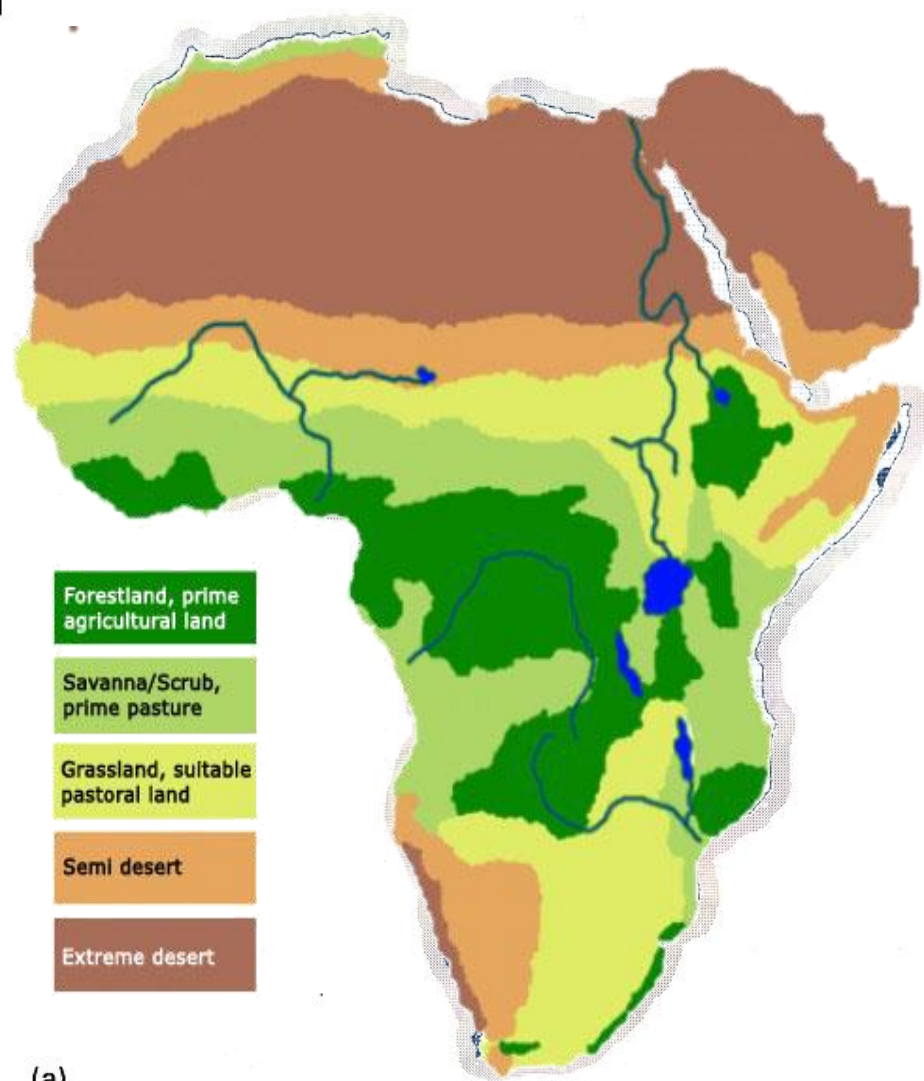 Forestland, prime
agricultural land
Savanna/Scrub,
prime pasture
Grassland, suitable
pastoral land
Semi desert
Extreme desert
(a)